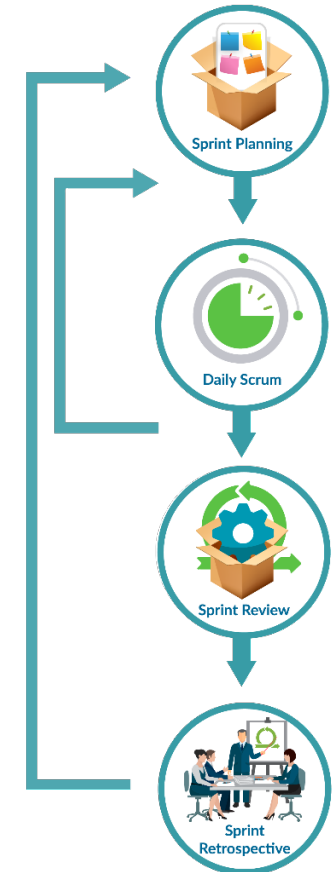 Sprint Planning
Daily Scrum
Sprint Review
Sprint
Retrospective